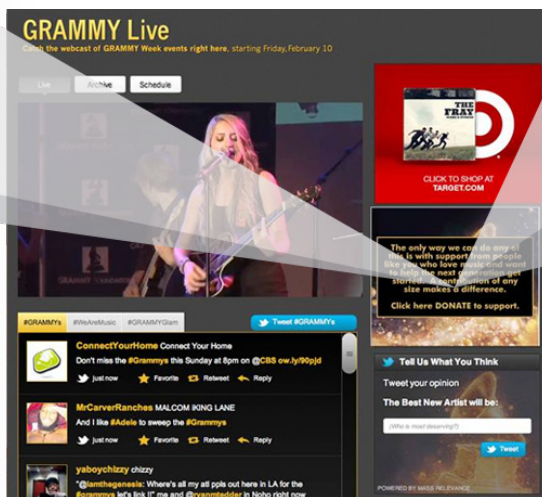 GRAMMY Live
Catch the webcast of GRAMMY Week events right here, starting Friday, February 10
Live
Archive
Schedule
THE
FRAY
CLICK TO SHOP AT
TARGET.COM
The only way we can do any of
this is with support from people
like you who love music and want
to help the next generation get
started. A contribution of any
size makes a difference.
Click here DONATE to support.
#GRAMMYs
#WeAreMusic
#GRAMMYGlam
Tweet #GRAMMYs
ConnectYourHome Connect Your Home
Don't miss the #Grammys this Sunday at 8pm on @CBS ow.ly/90pjd
just now
Favorite
Retweet
Reply
MrCarverRanches MALCOM IKING LANE
And I like #Adele to sweep the #Grammys
just now
Favorite
Retweet
Reply
yaboychizzy chizzy
"@Iamthegenesis: Where's all my atl ppls out here in LA for the
#grammys let's link !!" me and @ryanmtedder in Noho right now
Tell Us What You Think
Tweet your opinion
The Best New Artist will be:
(Who is most deserving?)
Tweet
POWERED BY MASS RELEVANCE